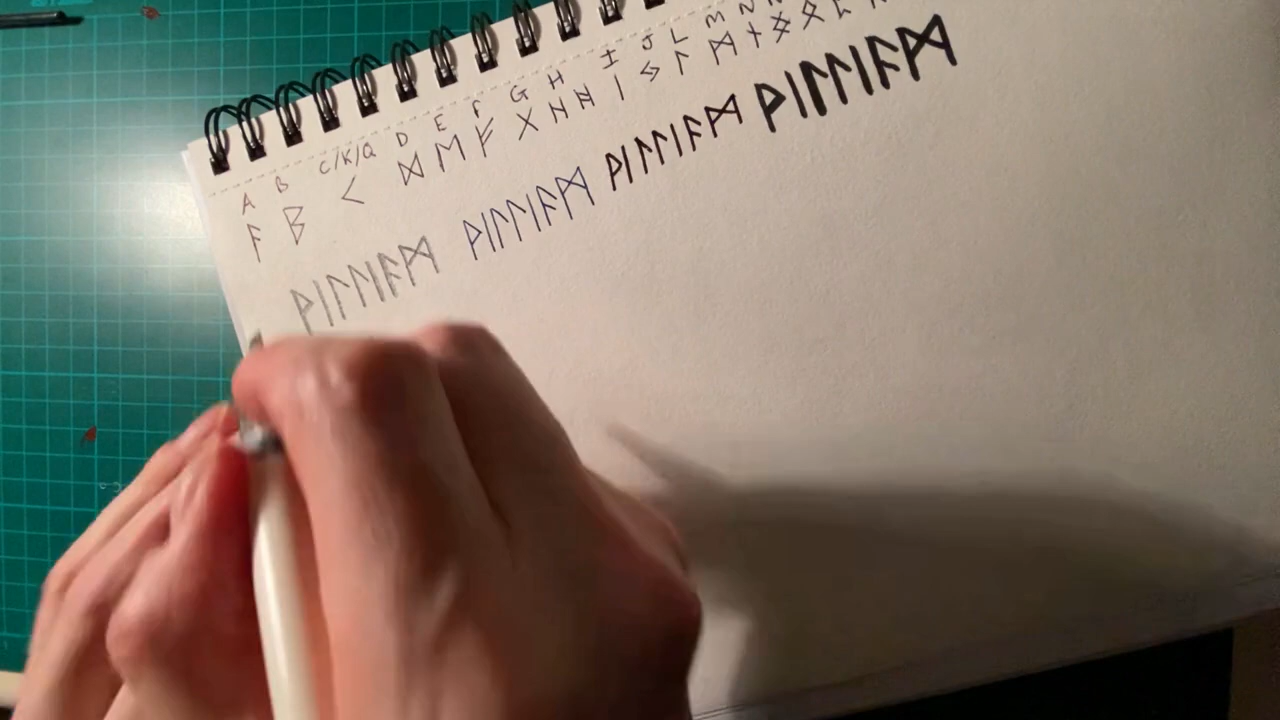 A B C/K/Q D E F G H I J L M N
ᚨ ᛒ ᚲ ᛞ ᛖ ᚠ ᚷ ᚺ ᚻ ᛁ ᛃ ᛚ ᛗ ᚾ ᛟ ᛟ
ᚹᛁᛚᛚᛁᚨᛗ ᚹᛁᛚᛚᛁᚨᛗ ᚹᛁᛚᛚᛁᚨᛗ ᚹᛁᛚᛚᛁᚨᛗ